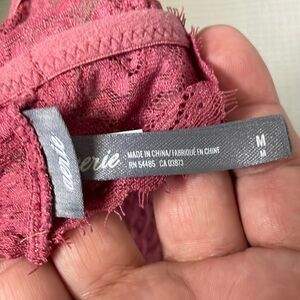 aerie
MADE IN CHINA/FABRIQUÉ EN CHINE
RN 54485 CA 03873
M
M